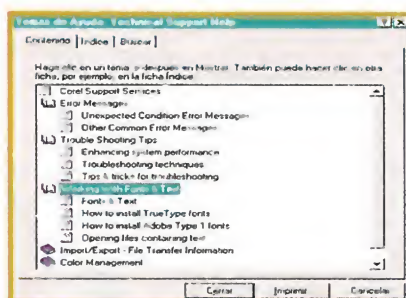 Temas de Ayuda: Technical Support Help
Contenido Indice Buscar
Haga clic en un tema y después en Mostrar. También puede hacer clic en otra
ficha, por ejemplo, en la ficha Índice.
Corel Support Services
Error Messages
Unexpected Condition Error Messages
Other Common Error Messages
Trouble Shooting Tips
Enhancing system performance
Troubleshooting techniques
Tips & tricks for troubleshooting
Working with Fonts & Text
Fonts & Text
How to install TrueType fonts
How to install Adobe Type 1 fonts
Opening files containing text
Import/Export - File Transfer Information
Color Management
Cerrar Imprimir Cancelar